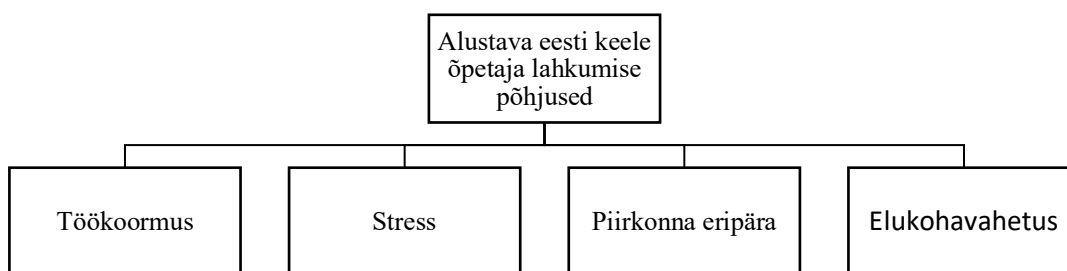 Alustava eesti keele
õpetaja lahkumise
põhjused
Töökoormus
Stress
Piirkonna eripära
Elukohavahetus